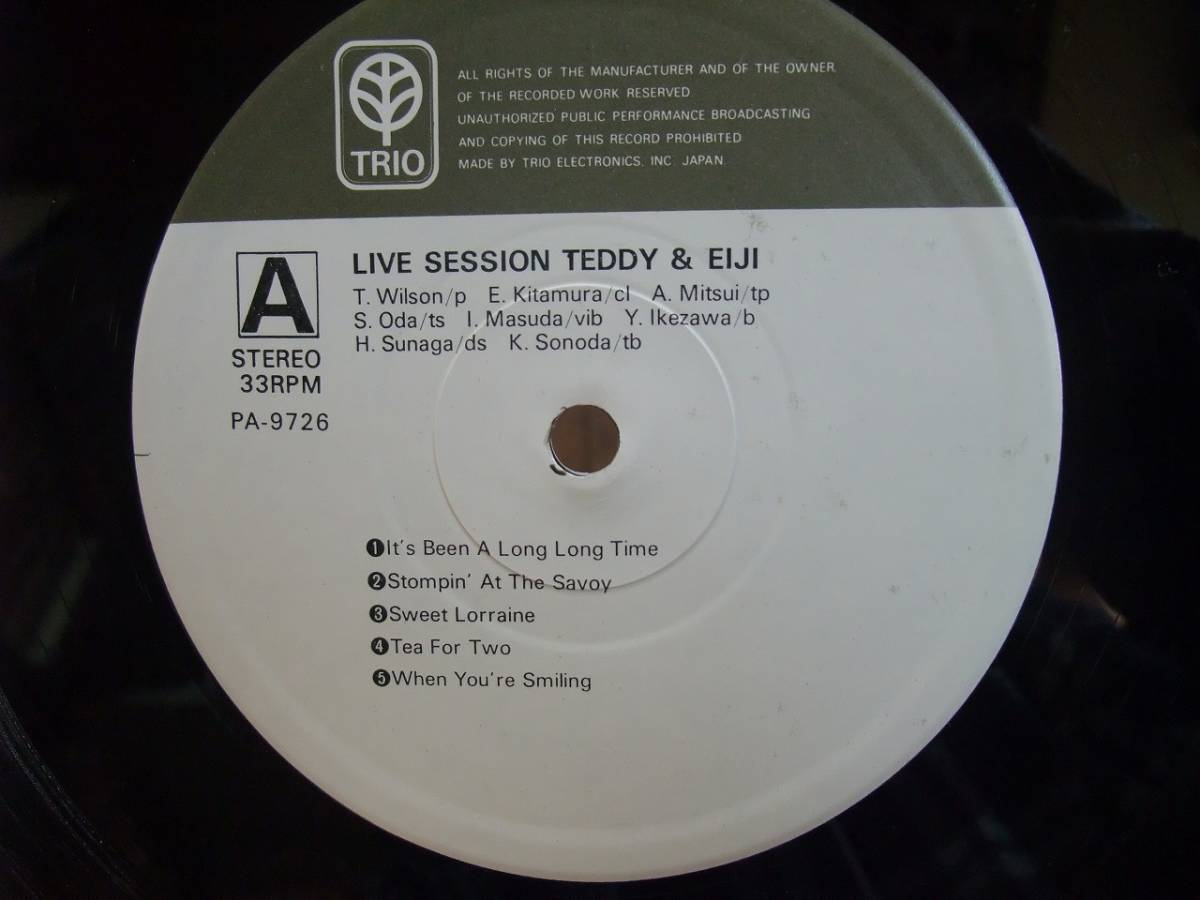 TRIO
ALL RIGHTS OF THE MANUFACTURER AND OF THE OWNER
OF THE RECORDED WORK RESERVED
UNAUTHORIZED PUBLIC PERFORMANCE BROADCASTING
AND COPYING OF THIS RECORD PROHIBITED
MADE BY TRIO ELECTRONICS, INC. JAPAN.
A
STEREO
33RPM
PA-9726
LIVE SESSION TEDDY & EIJI
T. Wilson/p E. Kitamura/cl A. Mitsui/tp
S. Oda/ts I. Masuda/vib Y. Ikezawa/b
H. Sunaga/ds K. Sonoda/tb
❶It's Been A Long Long Time
❷Stompin' At The Savoy
❸Sweet Lorraine
❹Tea For Two
❺When You're Smiling